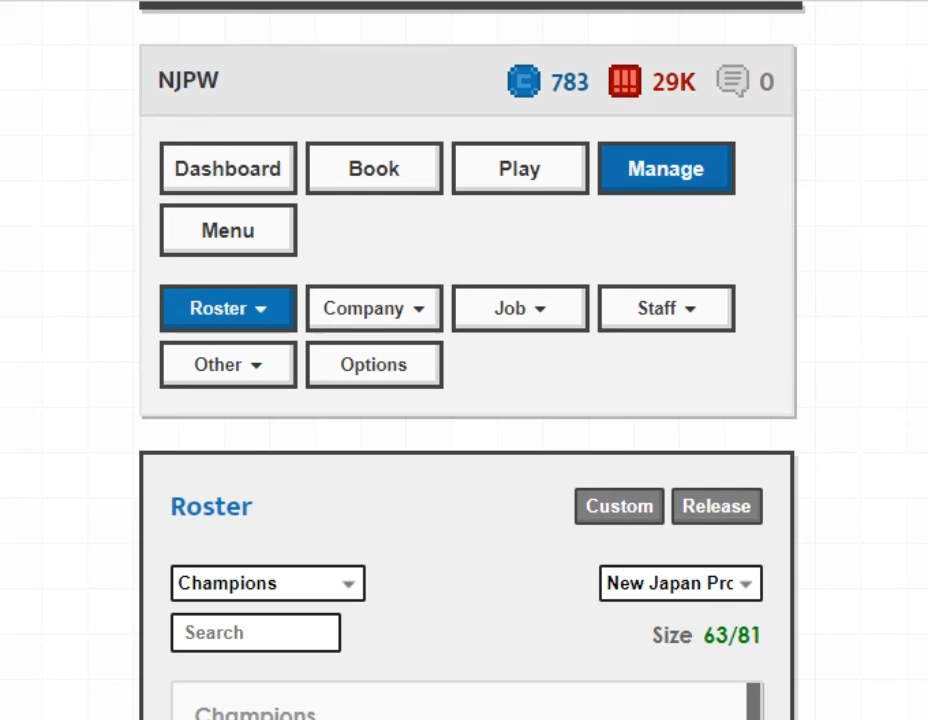 NJPW 783 29K 0
Dashboard Book Play Manage
Menu
Roster Company Job Staff
Other Options
Roster Custom Release
Champions New Japan Prc
Search Size 63/81
Champions